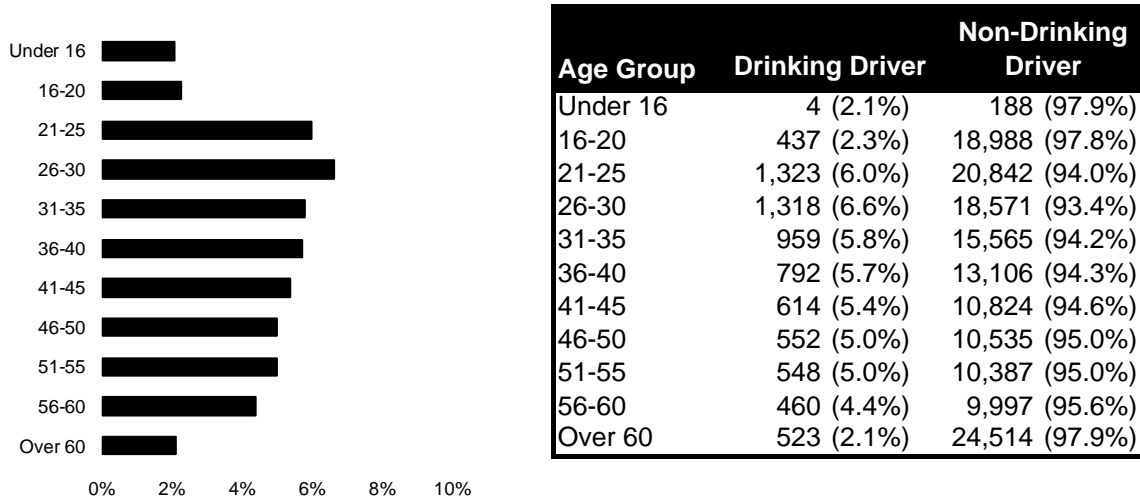 Under 16
16-20
21-25
26-30
31-35
36-40
41-45
46-50
51-55
56-60
Over 60
0% 2% 4% 6% 8% 10%
Age Group Drinking Driver Non-Drinking Driver
Under 16 4 (2.1%) 188 (97.9%)
16-20 437 (2.3%) 18,988 (97.8%)
21-25 1,323 (6.0%) 20,842 (94.0%)
26-30 1,318 (6.6%) 18,571 (93.4%)
31-35 959 (5.8%) 15,565 (94.2%)
36-40 792 (5.7%) 13,106 (94.3%)
41-45 614 (5.4%) 10,824 (94.6%)
46-50 552 (5.0%) 10,535 (95.0%)
51-55 548 (5.0%) 10,387 (95.0%)
56-60 460 (4.4%) 9,997 (95.6%)
Over 60 523 (2.1%) 24,514 (97.9%)